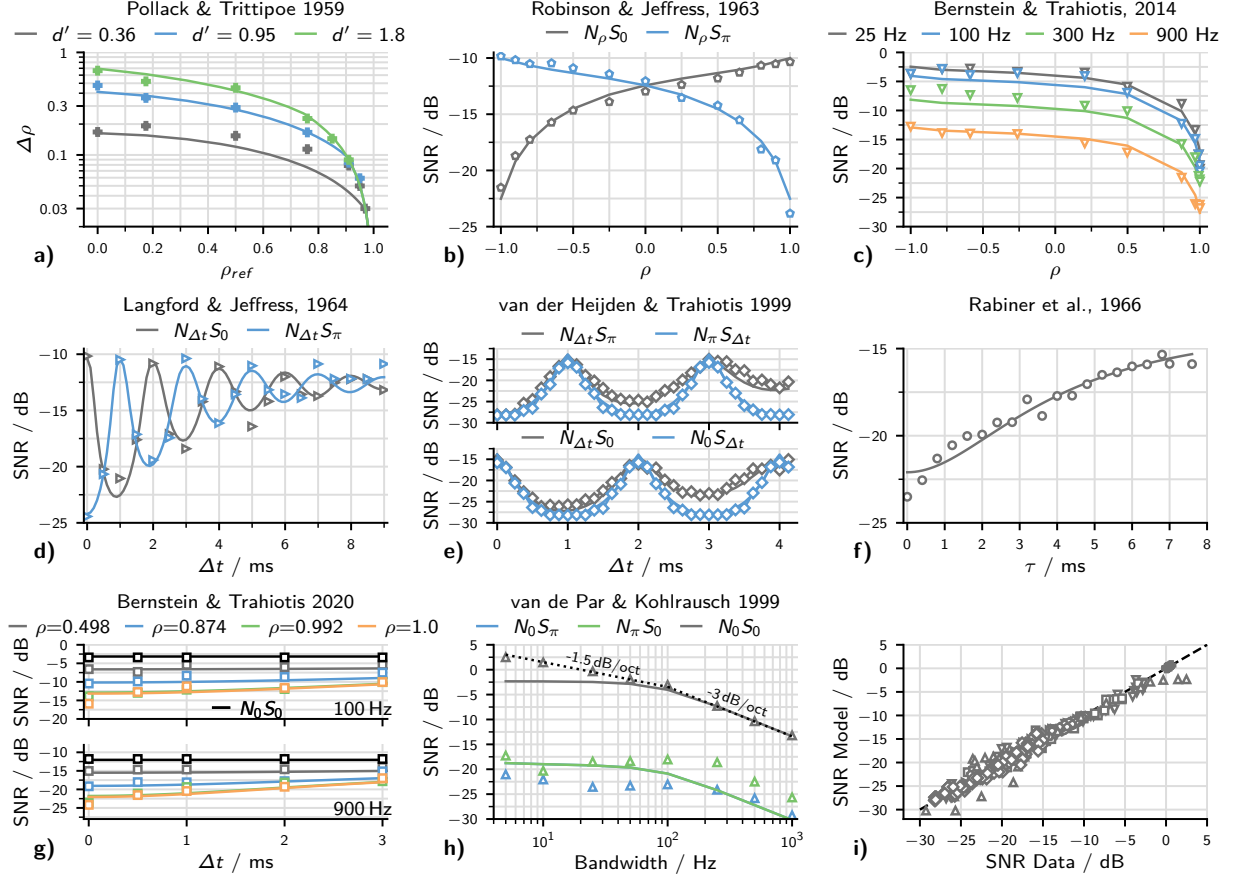 Pollack & Trittipoe 1959
d′ = 0.36 d′ = 0.95 d′ = 1.8
1
0.3
0.1
0.03
Δρ
0.0 0.2 0.4 0.6 0.8 1.0
ρref
a)
Robinson & Jeffress, 1963
NρS0 NρSπ
−10
−15
−20
−25
SNR / dB
−1.0 −0.5 0.0 0.5 1.0
ρ
b)
Bernstein & Trahiotis, 2014
25 Hz 100 Hz 300 Hz 900 Hz
0
−5
−10
−15
−20
−25
−30
SNR / dB
−1.0 −0.5 0.0 0.5 1.0
ρ
c)
Langford & Jeffress, 1964
NΔtS0 NΔtSπ
−10
−15
−20
−25
SNR / dB
0 2 4 6 8
Δt / ms
d)
van der Heijden & Trahiotis 1999
NΔtSπ NπSΔt
−15
−20
−25
−30
SNR / dB
NΔtS0 N0SΔt
−15
−20
−25
−30
SNR / dB
0 1 2 3 4
Δt / ms
e)
Rabiner et al., 1966
−15
−20
−25
SNR / dB
0 1 2 3 4 5 6 7 8
τ / ms
f)
Bernstein & Trahiotis 2020
ρ=0.498 ρ=0.874 ρ=0.992 ρ=1.0
0
−5
−10
−15
−20
SNR / dB
N0S0 100 Hz
−10
−15
−20
−25
SNR / dB
900 Hz
0 1 2 3
Δt / ms
g)
van de Par & Kohlrausch 1999
N0Sπ NπS0 N0S0
5
0
−5
−10
−15
−20
−25
−30
SNR / dB
-1.5 dB/oct
-3 dB/oct
10¹ 10² 10³
Bandwidth / Hz
h)
5
0
−5
−10
−15
−20
−25
−30
SNR Model / dB
−30 −25 −20 −15 −10 −5 0 5
SNR Data / dB
i)